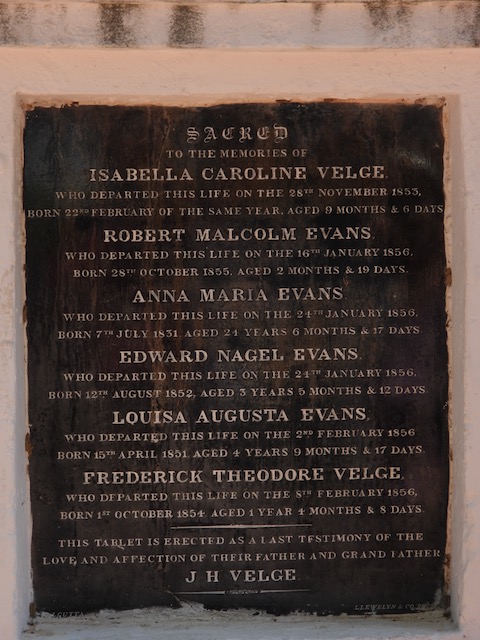 SACRED
TO THE MEMORIES OF
ISABELLA CAROLINE VELGE,
WHO DEPARTED THIS LIFE ON THE 28TH NOVEMBER 1853,
BORN 22ND FEBRUARY OF THE SAME YEAR, AGED 9 MONTHS & 6 DAYS
ROBERT MALCOLM EVANS,
WHO DEPARTED THIS LIFE ON THE 16TH JANUARY 1856,
BORN 28TH OCTOBER 1855, AGED 2 MONTHS & 19 DAYS,
ANNA MARIA EVANS
WHO DEPARTED THIS LIFE ON THE 24TH JANUARY 1856,
BORN 7TH JULY 1831, AGED 24 YEARS 6 MONTHS & 17 DAYS
EDWARD NAGEL EVANS,
WHO DEPARTED THIS LIFE ON THE 24TH JANUARY 1856,
BORN 12TH AUGUST 1852, AGED 3 YEARS 5 MONTHS & 12 DAYS
LOUISA AUGUSTA EVANS,
WHO DEPARTED THIS LIFE ON THE 2ND FEBRUARY 1856
BORN 15TH APRIL 1851, AGED 4 YEARS 9 MONTHS & 17 DAYS.
FREDERICK THEODORE VELGE,
WHO DEPARTED THIS LIFE ON THE 8TH FEBRUARY 1856,
BORN 1ST OCTOBER 1854 AGED 1 YEAR 4 MONTHS & 8 DAYS.
THIS TABLET IS ERECTED AS A LAST TESTIMONY OF THE
LOVE AND AFFECTION OF THEIR FATHER AND GRAND FATHER
J H VELGE
LLEWELYN & CO